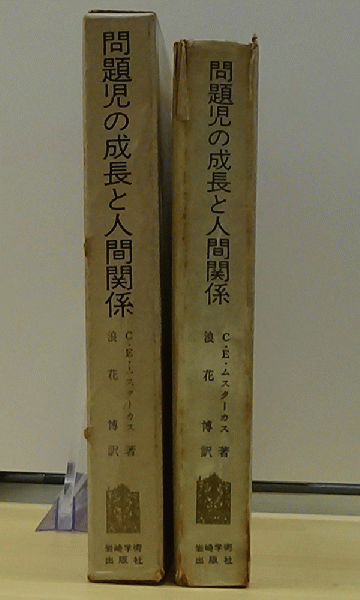 問題児の成長と人間関係
C・E・ムスターカス著
浪花博訳
岩崎学術
出版社
問題児の成長と人間関係
C・E・ムスターカス著
浪花博訳
岩崎学術
出版社